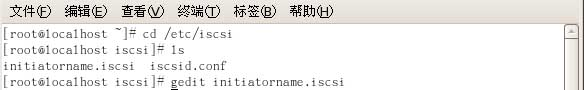 文件(F) 编辑(E) 查看(V) 终端(T) 标签(B) 帮助(H)
[root@localhost ~]# cd /etc/iscsi
[root@localhost iscsi]# ls
initiatorname.iscsi  iscsid.conf
[root@localhost iscsi]# gedit initiatorname.iscsi